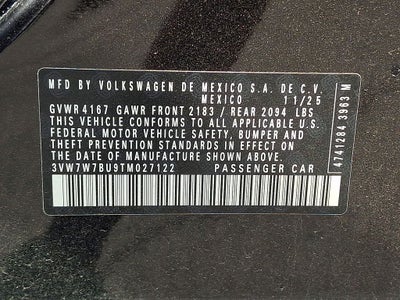 MFD BY VOLKSWAGEN DE MEXICO S.A. DE C.V.
MEXICO 11/25
GVWR 4167 GAWR FRONT 2183 / REAR 2094 LBS
THIS VEHICLE CONFORMS TO ALL APPLICABLE U.S.
FEDERAL MOTOR VEHICLE SAFETY, BUMPER AND
THEFT PREVENTION STANDARDS IN EFFECT ON
THE DATE OF MANUFACTURE SHOWN ABOVE.
3VW7W7BU9TM027122 PASSENGER CAR
4741284 3963 M